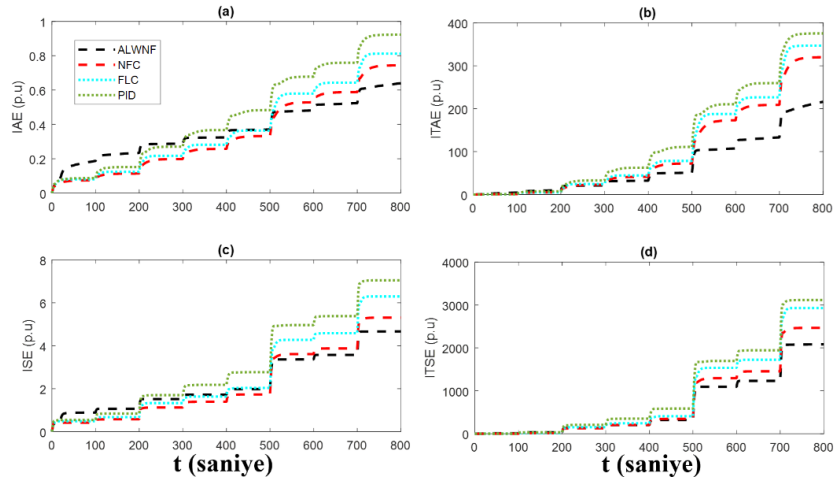 (a)
IAE (p.u)
1
0.8
0.6
0.4
0.2
0
ALWNF
NFC
FLC
PID
0 100 200 300 400 500 600 700 800
(b)
ITAE (p.u)
400
300
200
100
0
0 100 200 300 400 500 600 700 800
(c)
ISE (p.u)
8
6
4
2
0
0 100 200 300 400 500 600 700 800
t (saniye)
(d)
ITSE (p.u)
4000
3000
2000
1000
0
0 100 200 300 400 500 600 700 800
t (saniye)